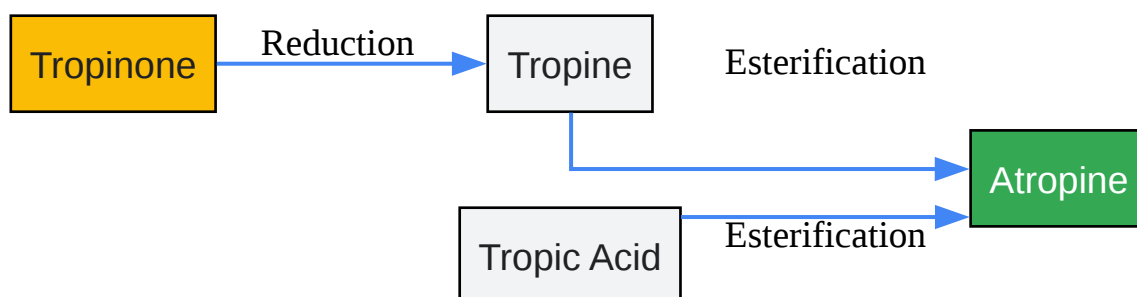 Reduction
Tropinone
Tropine
Esterification
Atropine
Esterification
Tropic Acid